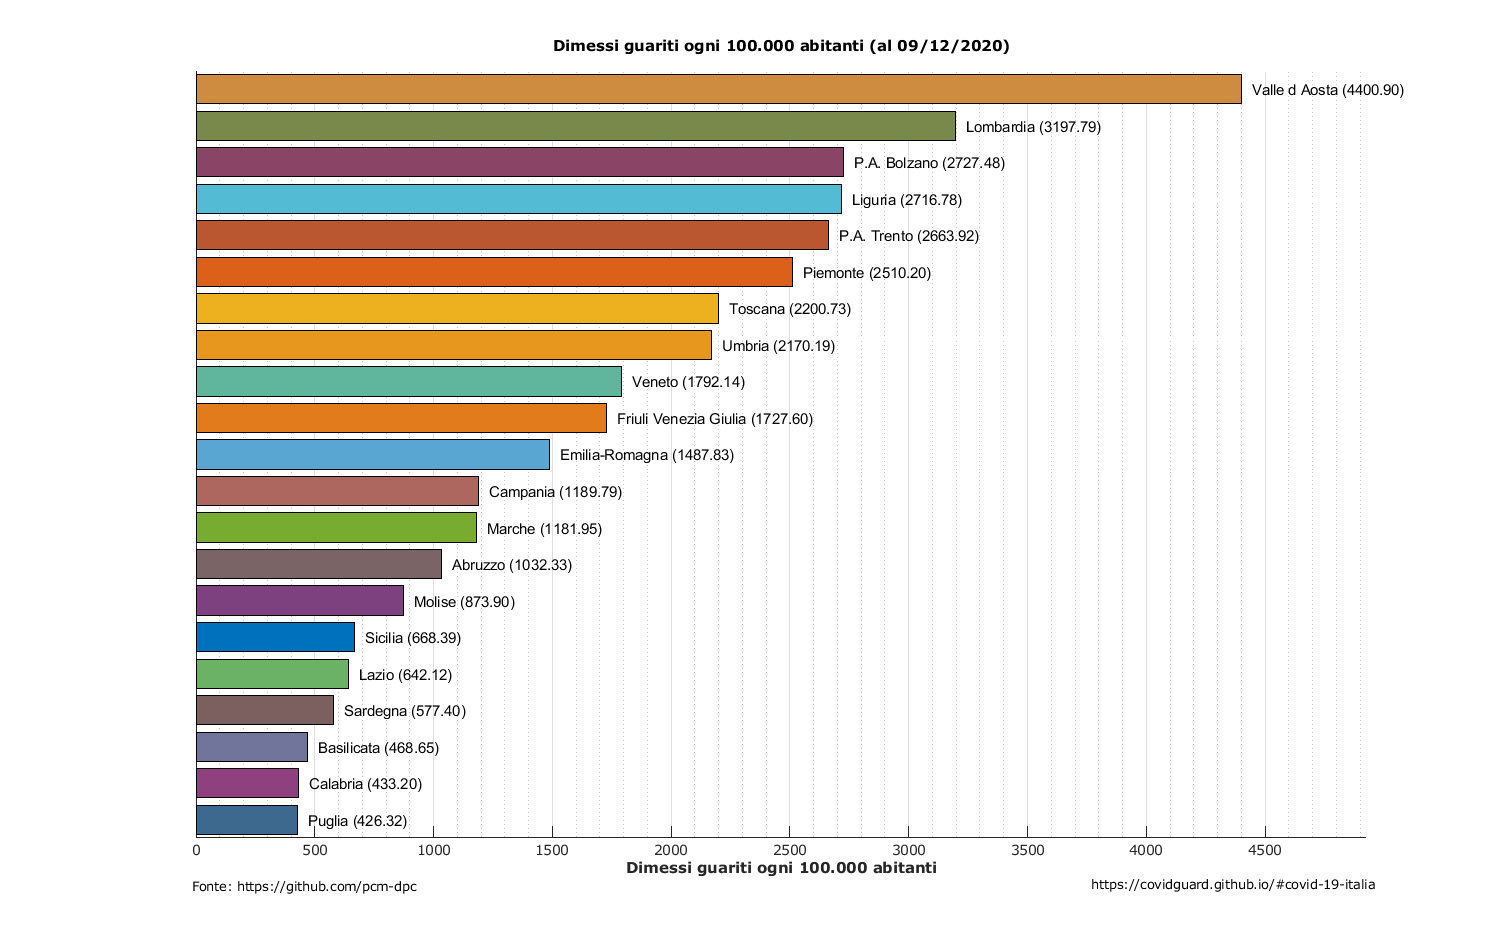 Dimessi guariti ogni 100.000 abitanti (al 09/12/2020)
Valle d Aosta (4400.90)
Lombardia (3197.79)
P.A. Bolzano (2727.48)
Liguria (2716.78)
P.A. Trento (2663.92)
Piemonte (2510.20)
Toscana (2200.73)
Umbria (2170.19)
Veneto (1792.14)
Friuli Venezia Giulia (1727.60)
Emilia-Romagna (1487.83)
Campania (1189.79)
Marche (1181.95)
Abruzzo (1032.33)
Molise (873.90)
Sicilia (668.39)
Lazio (642.12)
Sardegna (577.40)
Basilicata (468.65)
Calabria (433.20)
Puglia (426.32)
0 500 1000 1500 2000 2500 3000 3500 4000 4500
Dimessi guariti ogni 100.000 abitanti
Fonte: https://github.com/pcm-dpc
https://covidguard.github.io/#covid-19-italia